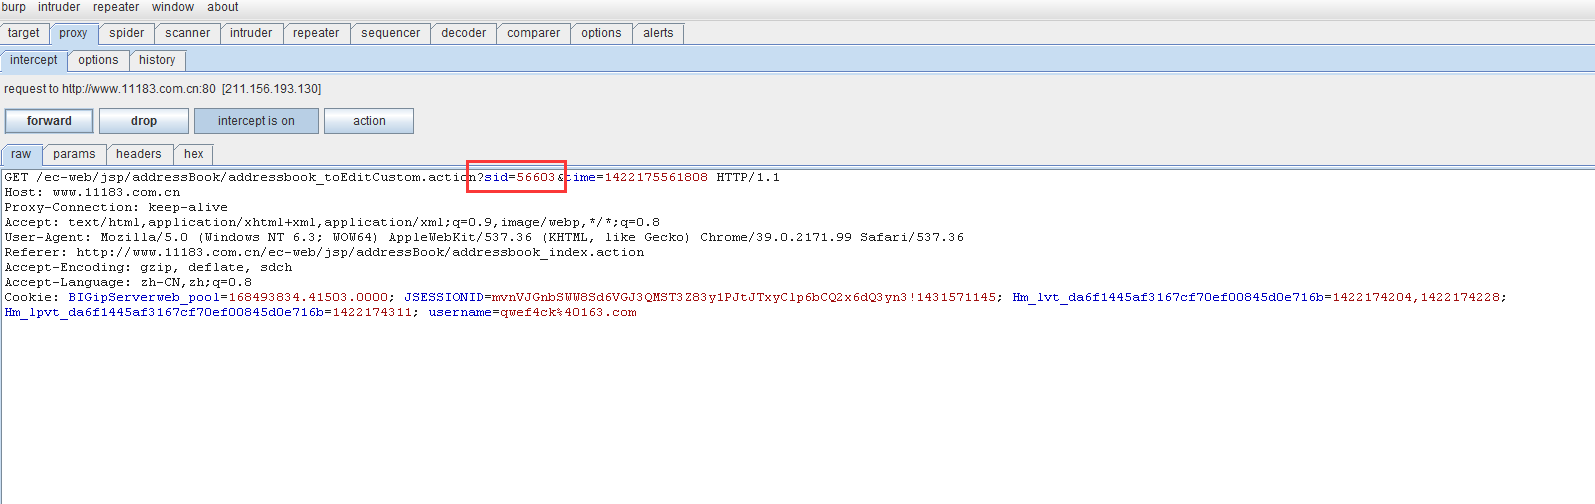 burp intruder repeater window about
target proxy spider scanner intruder repeater sequencer decoder comparer options alerts
intercept options history
request to http://www.11183.com.cn:80 [211.156.193.130]
forward drop intercept is on action
raw params headers hex
GET /ec-web/jsp/addressBook/addressbook_toEditCustom.action?sid=56603&time=1422175561808 HTTP/1.1
Host: www.11183.com.cn
Proxy-Connection: keep-alive
Accept: text/html,application/xhtml+xml,application/xml;q=0.9,image/webp,*/*;q=0.8
User-Agent: Mozilla/5.0 (Windows NT 6.3; WOW64) AppleWebKit/537.36 (KHTML, like Gecko) Chrome/39.0.2171.99 Safari/537.36
Referer: http://www.11183.com.cn/ec-web/jsp/addressBook/addressbook_index.action
Accept-Encoding: gzip, deflate, sdch
Accept-Language: zh-CN,zh;q=0.8
Cookie: BIGipServerweb_pool=168493834.41503.0000; JSESSIONID=mvnVJGnbSWW8Sd6VGJ3QMST3Z83y1PJtJTxyClp6bCQ2x6dQ3yn3!1431571145; Hm_lvt_da6f1445af3167cf70ef00845d0e716b=1422174204,1422174228;
Hm_lpvt_da6f1445af3167cf70ef00845d0e716b=1422174311; username=qwef4ck%40163.com